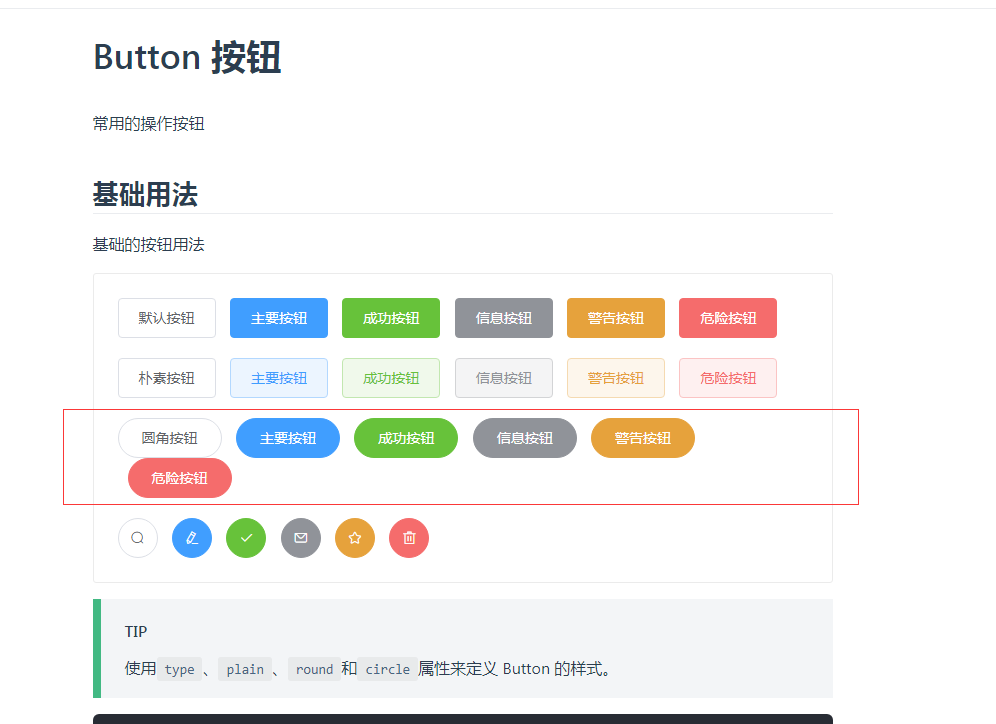 Button 按钮
常用的操作按钮
基础用法
基础的按钮用法
默认按钮 主要按钮 成功按钮 信息按钮 警告按钮 危险按钮
朴素按钮 主要按钮 成功按钮 信息按钮 警告按钮 危险按钮
圆角按钮 主要按钮 成功按钮 信息按钮 警告按钮
危险按钮
TIP
使用 type 、 plain 、 round 和 circle 属性来定义 Button 的样式。